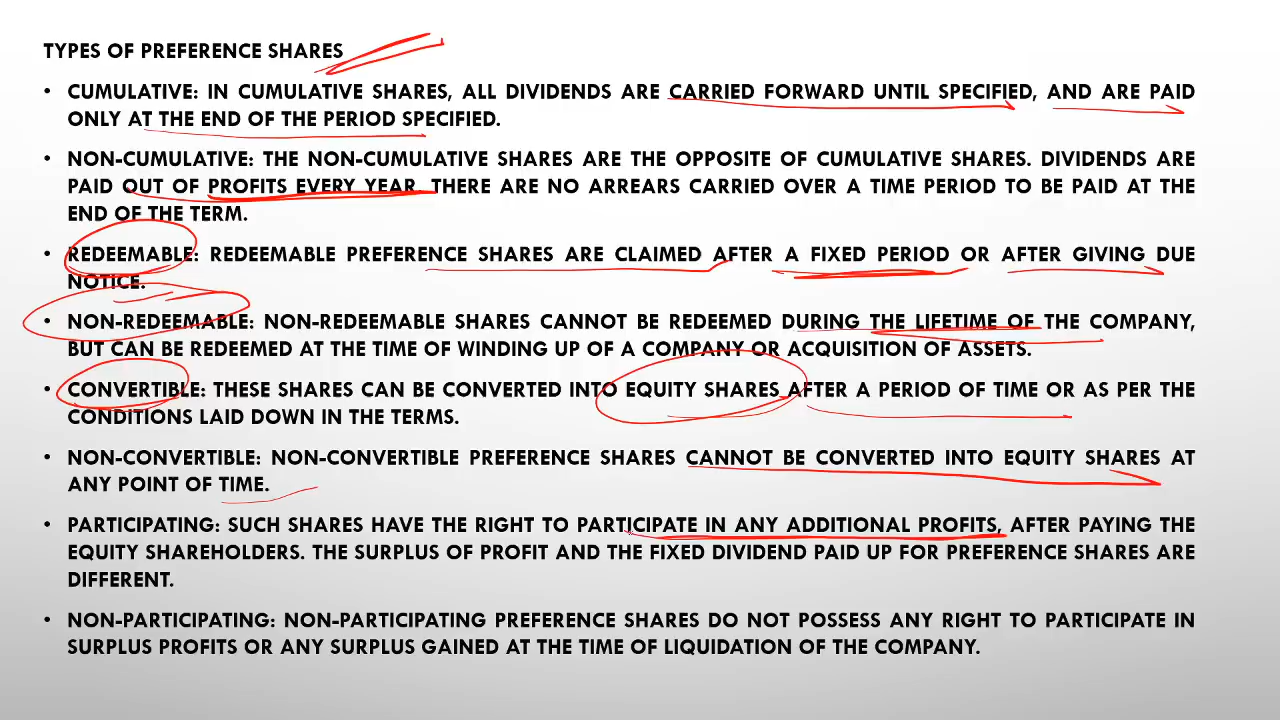 TYPES OF PREFERENCE SHARES
• CUMULATIVE: IN CUMULATIVE SHARES, ALL DIVIDENDS ARE CARRIED FORWARD UNTIL SPECIFIED, AND ARE PAID
ONLY AT THE END OF THE PERIOD SPECIFIED.
• NON-CUMULATIVE: THE NON-CUMULATIVE SHARES ARE THE OPPOSITE OF CUMULATIVE SHARES. DIVIDENDS ARE
PAID OUT OF PROFITS EVERY YEAR. THERE ARE NO ARREARS CARRIED OVER A TIME PERIOD TO BE PAID AT THE
END OF THE TERM.
• REDEEMABLE: REDEEMABLE PREFERENCE SHARES ARE CLAIMED AFTER A FIXED PERIOD OR AFTER GIVING DUE
NOTICE.
• NON-REDEEMABLE: NON-REDEEMABLE SHARES CANNOT BE REDEEMED DURING THE LIFETIME OF THE COMPANY,
BUT CAN BE REDEEMED AT THE TIME OF WINDING UP OF A COMPANY OR ACQUISITION OF ASSETS.
• CONVERTIBLE: THESE SHARES CAN BE CONVERTED INTO EQUITY SHARES AFTER A PERIOD OF TIME OR AS PER THE
CONDITIONS LAID DOWN IN THE TERMS.
• NON-CONVERTIBLE: NON-CONVERTIBLE PREFERENCE SHARES CANNOT BE CONVERTED INTO EQUITY SHARES AT
ANY POINT OF TIME.
• PARTICIPATING: SUCH SHARES HAVE THE RIGHT TO PARTICIPATE IN ANY ADDITIONAL PROFITS, AFTER PAYING THE
EQUITY SHAREHOLDERS. THE SURPLUS OF PROFIT AND THE FIXED DIVIDEND PAID UP FOR PREFERENCE SHARES ARE
DIFFERENT.
• NON-PARTICIPATING: NON-PARTICIPATING PREFERENCE SHARES DO NOT POSSESS ANY RIGHT TO PARTICIPATE IN
SURPLUS PROFITS OR ANY SURPLUS GAINED AT THE TIME OF LIQUIDATION OF THE COMPANY.